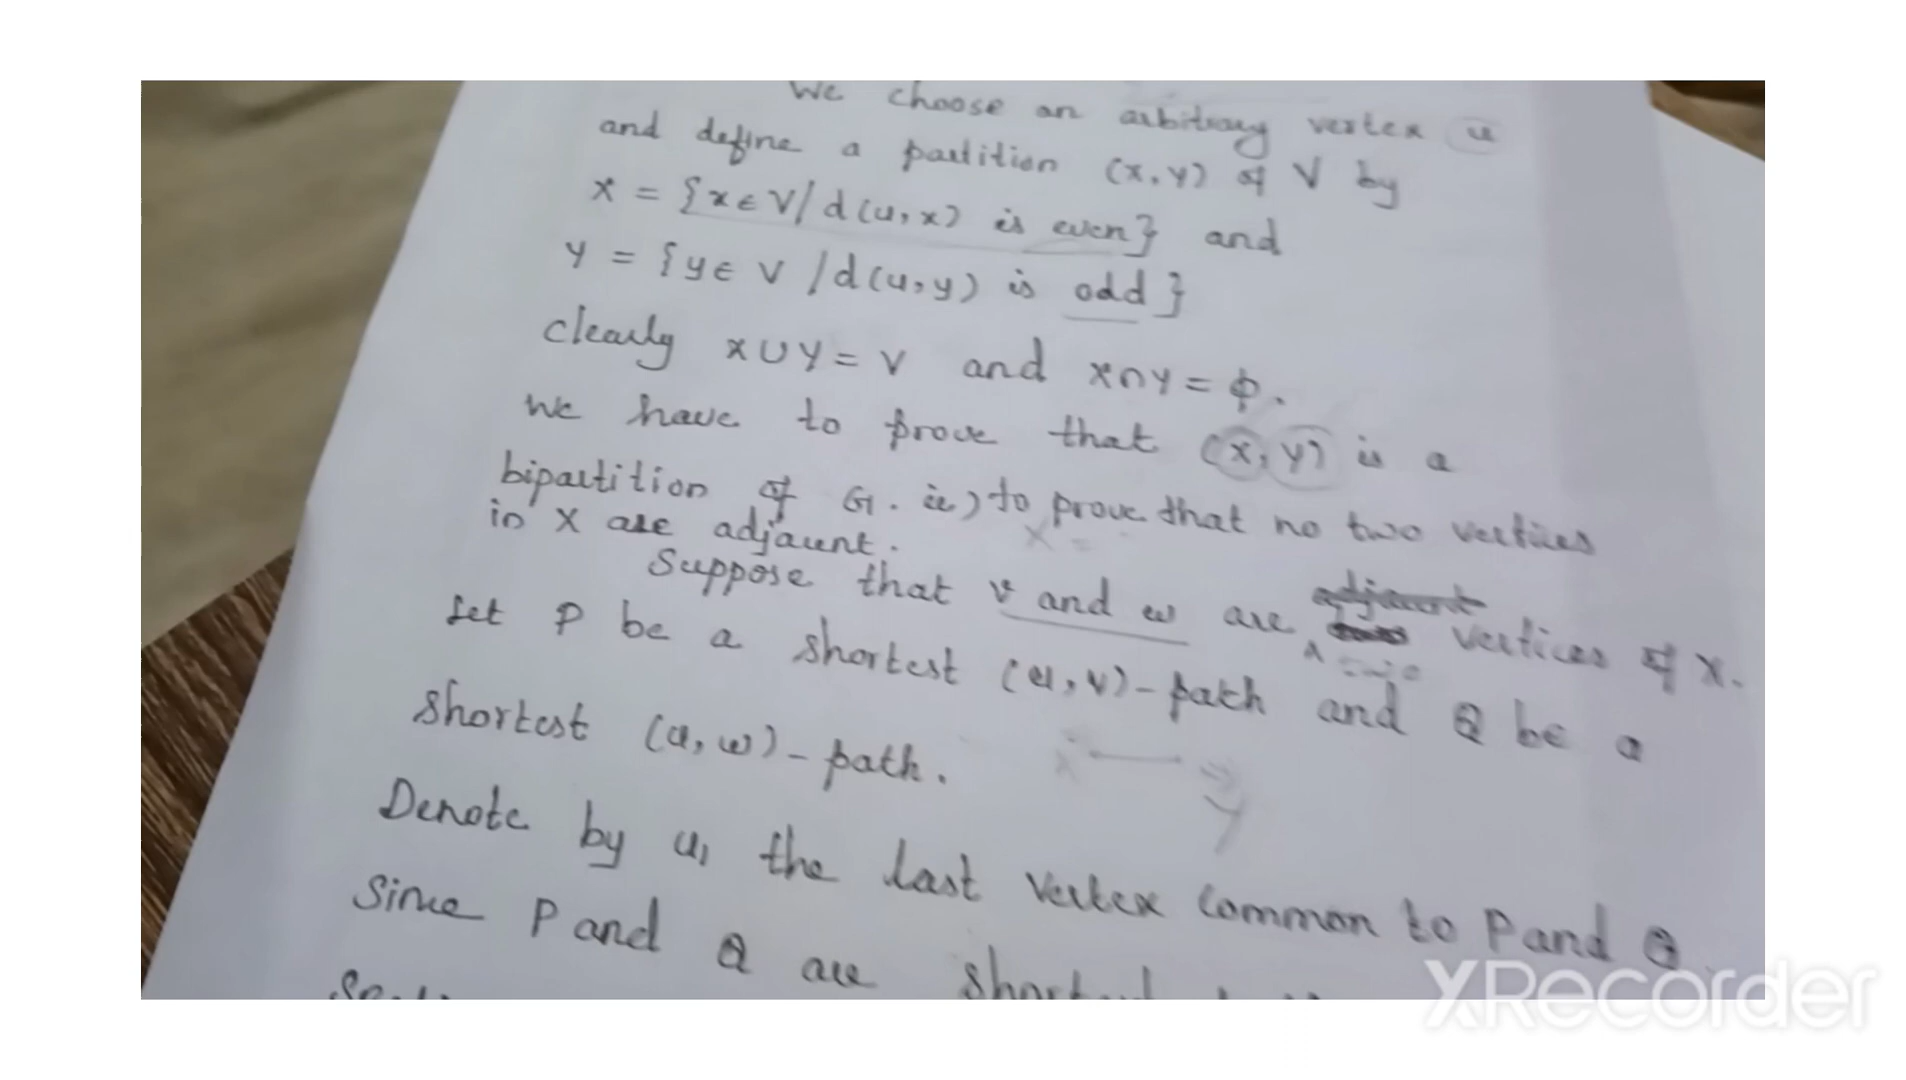 We choose an arbitrary vertex u
and define a partition (x, y) of V by
X = {x ∈ V / d(u, x) is even} and
Y = {y ∈ V / d(u, y) is odd}
clearly x ∪ y = V and x ∩ y = ϕ.
We have to prove that (x, y) is a
bipartition of G. ie) to prove that no two vertices
in X are adjacent.
Suppose that v and w are vertices of X.
Let P be a shortest (u, v)-path and Q be a
shortest (u, w)-path.
Denote by u₁ the last vertex common to P and Q
Since P and Q are
XRecorder